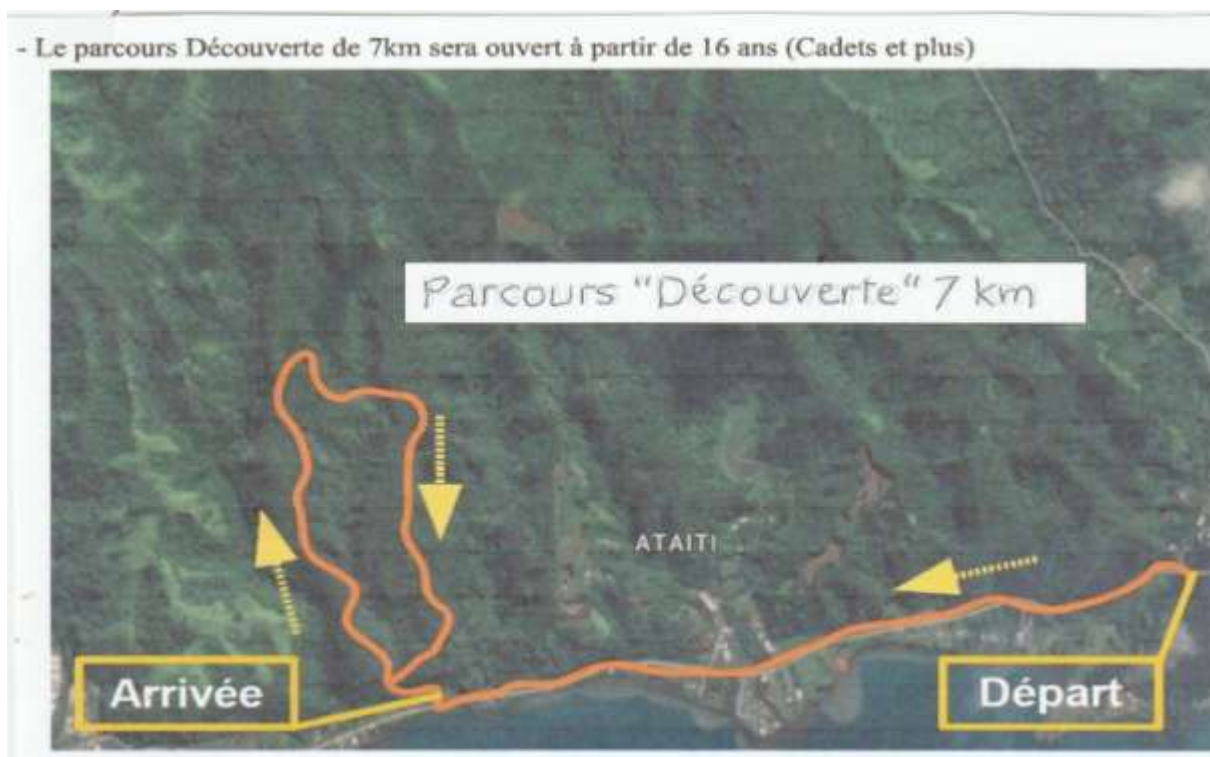 - Le parcours Découverte de 7km sera ouvert à partir de 16 ans (Cadets et plus)
Parcours "Découverte" 7 km
ATAITI
Arrivée
Départ